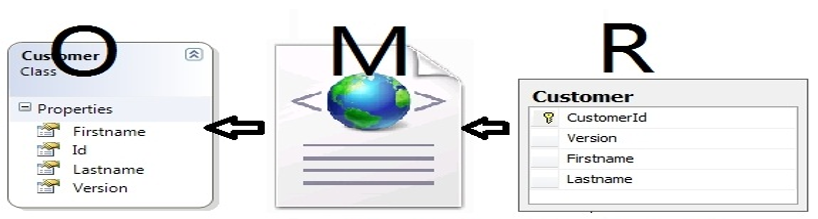 O
Customer
Class
Properties
Firstname
Id
Lastname
Version
M
< >
R
Customer
CustomerId
Version
Firstname
Lastname